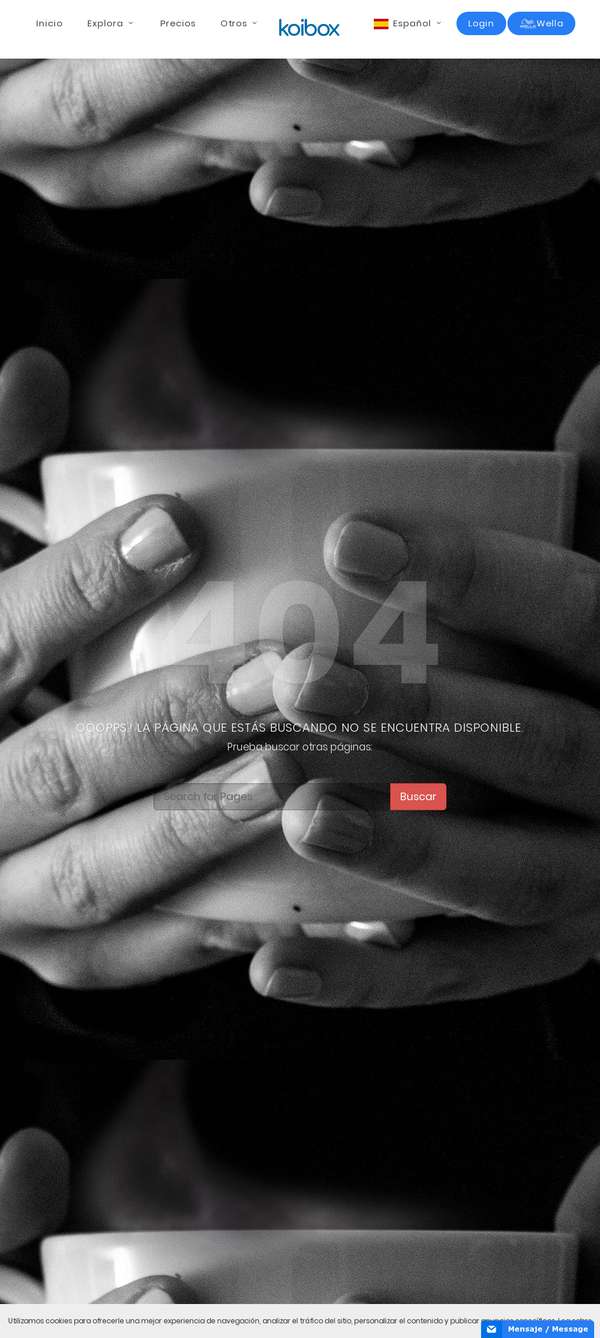 Inicio
Explora
Precios
Otros
koibox
Español
Login
Wella
404
OOOPPS.! LA PÁGINA QUE ESTÁS BUSCANDO NO SE ENCUENTRA DISPONIBLE.
Prueba buscar otras páginas:
Search for Pages
Buscar
Utilizamos cookies para ofrecerle una mejor experiencia de navegación, analizar el tráfico del sitio, personalizar el contenido y publicar
Mensaje / Message